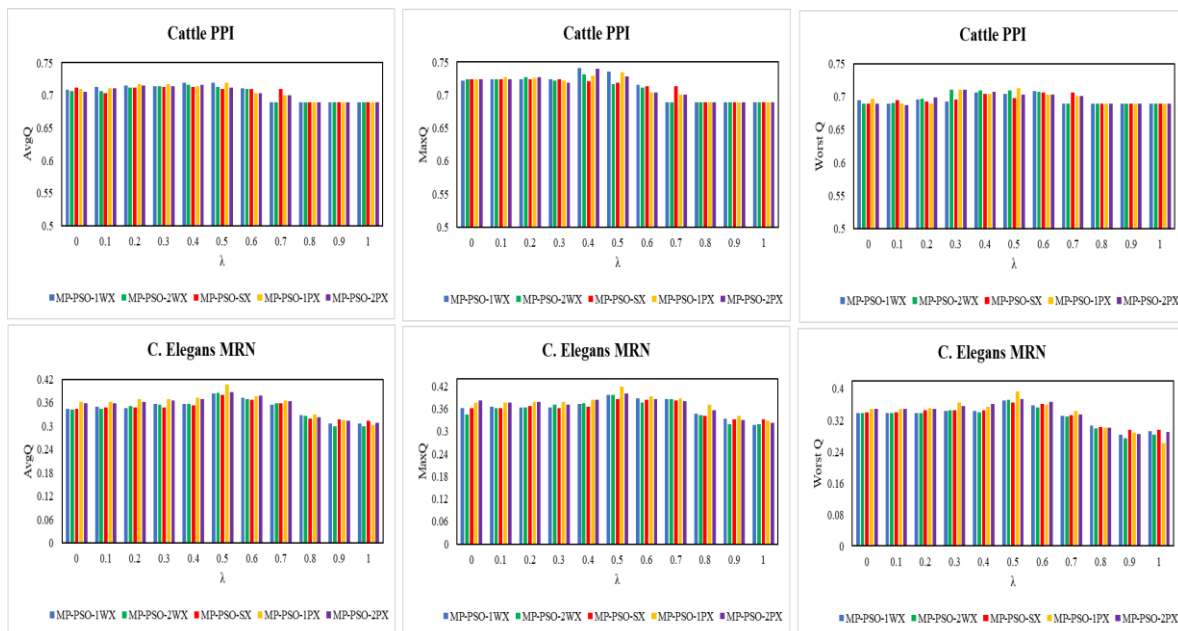 Cattle PPI
0.75
0.7
0.65
0.6
0.55
0.5
AvgQ
0 0.1 0.2 0.3 0.4 0.5 0.6 0.7 0.8 0.9 1
λ
MP-PSO-1WX MP-PSO-2WX MP-PSO-SX MP-PSO-1PX MP-PSO-2PX
Cattle PPI
0.75
0.7
0.65
0.6
0.55
0.5
MaxQ
0 0.1 0.2 0.3 0.4 0.5 0.6 0.7 0.8 0.9 1
λ
MP-PSO-1WX MP-PSO-2WX MP-PSO-SX MP-PSO-1PX MP-PSO-2PX
Cattle PPI
0.75
0.7
0.65
0.6
0.55
0.5
Worst Q
0 0.1 0.2 0.3 0.4 0.5 0.6 0.7 0.8 0.9 1
λ
MP-PSO-1WX MP-PSO-2WX MP-PSO-SX MP-PSO-1PX MP-PSO-2PX
C. Elegans MRN
0.42
0.36
0.3
0.24
0.18
0.12
0.06
0
AvgQ
0 0.1 0.2 0.3 0.4 0.5 0.6 0.7 0.8 0.9 1
λ
MP-PSO-1WX MP-PSO-2WX MP-PSO-SX MP-PSO-1PX MP-PSO-2PX
C. Elegans MRN
0.42
0.36
0.3
0.24
0.18
0.12
0.06
0
MaxQ
0 0.1 0.2 0.3 0.4 0.5 0.6 0.7 0.8 0.9 1
λ
MP-PSO-1WX MP-PSO-2WX MP-PSO-SX MP-PSO-1PX MP-PSO-2PX
C. Elegans MRN
0.4
0.32
0.24
0.16
0.08
0
Worst Q
0 0.1 0.2 0.3 0.4 0.5 0.6 0.7 0.8 0.9 1
λ
MP-PSO-1WX MP-PSO-2WX MP-PSO-SX MP-PSO-1PX MP-PSO-2PX